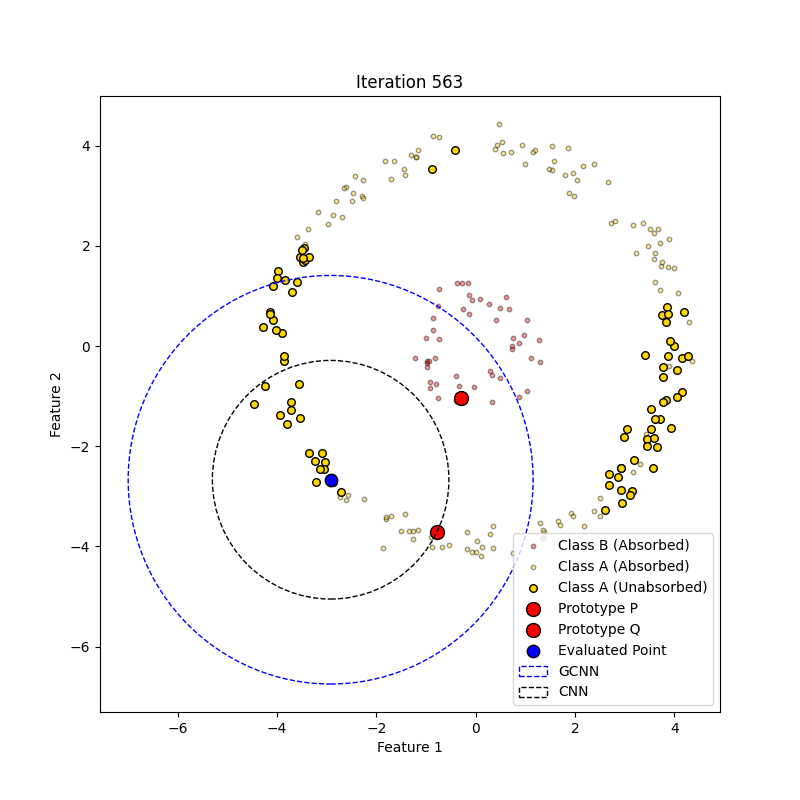 Iteration 563
4
2
0
−2
−4
−6
Feature 2
Class B (Absorbed)
Class A (Absorbed)
Class A (Unabsorbed)
Prototype P
Prototype Q
Evaluated Point
GCNN
CNN
−6 −4 −2 0 2 4
Feature 1